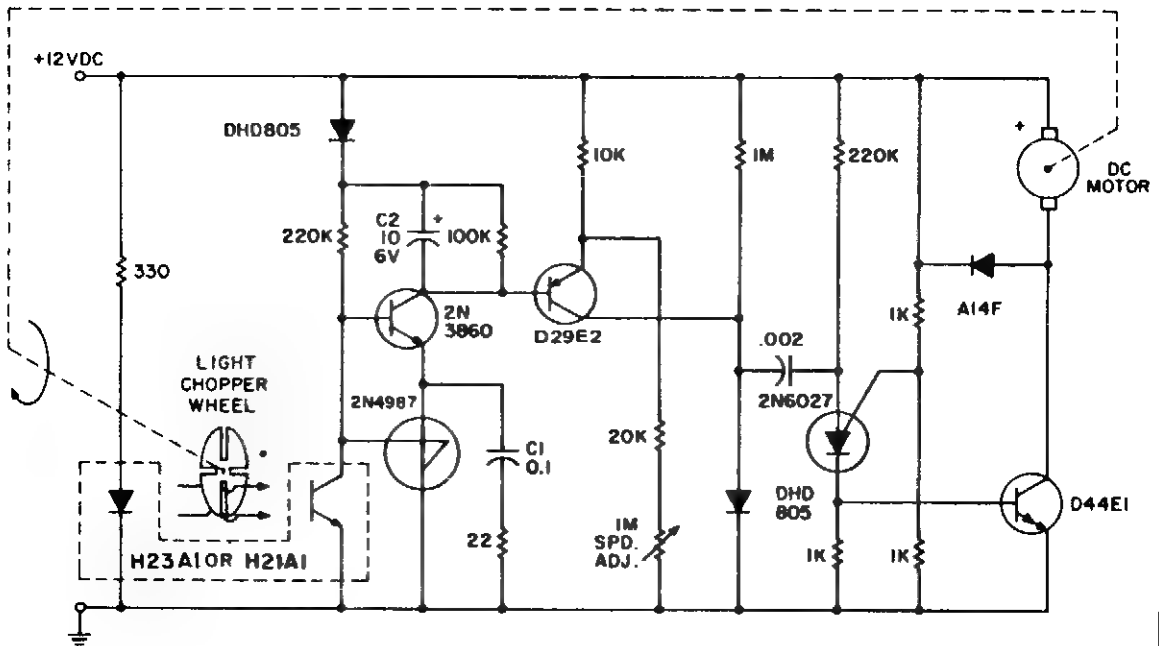 +12VDC
DHD805
330
220K
C2
10
6V
+
100K
10K
1M
220K
+
DC
MOTOR
2N
3860
D29E2
1K
A14F
LIGHT
CHOPPER
WHEEL
2N4987
.002
2N6027
C1
0.1
20K
22
1M
SPD.
ADJ.
DHD
805
D44E1
1K
1K
H23A1 OR H21A1